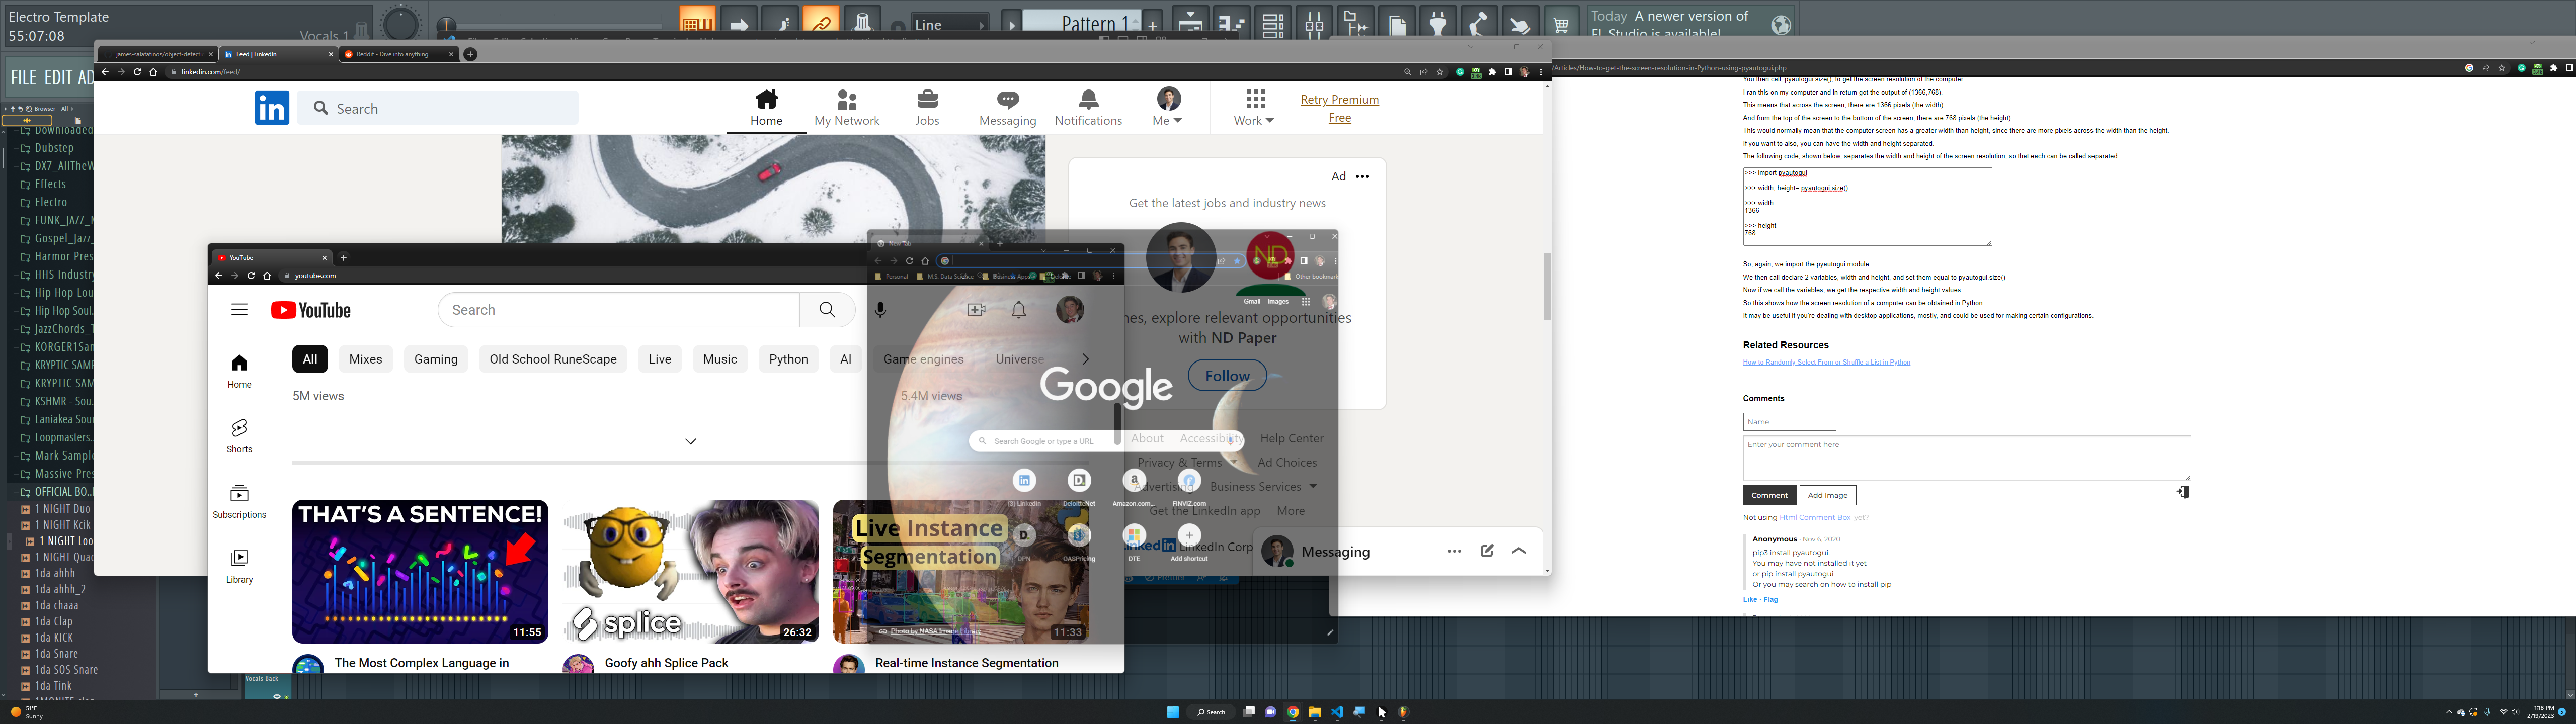 Electro Template
55:07:08
Vocals 1
Line
Pattern 1
Today A newer version of
FL Studio is available!
FILE EDIT AD
Browser - All
Downloaded
Dubstep
DX7_AllTheW
Effects
Electro
FUNK_JAZZ_
Gospel_Jazz_
Harmor Pres
HHS Industry
Hip Hop Lou
Hip Hop Soul.
JazzChords_1
KORGER1San
KRYPTIC SAMP
KRYPTIC SAM
KSHMR - Sou.
Laniakea Sour
Loopmasters.
Mark Sample
Massive Pres
OFFICIAL BO..
1 NIGHT Duo
1 NIGHT Kcik
1 NIGHT Loo
1 NIGHT Quac
1da ahhh
1da ahhh_2
1da chaaa
1da Clap
1da KICK
1da Snare
1da SOS Snare
1da Tink
Vocals Back
james-salafatinos/object-detect
Feed | LinkedIn
Reddit - Dive into anything
linkedin.com/feed/
in
Search
Home
My Network
Jobs
Messaging
Notifications
Me
Work
Retry Premium
Free
Ad
Get the latest jobs and industry news
ND
nes, explore relevant opportunities
with ND Paper
Follow
About Accessibility Help Center
Privacy & Terms Ad Choices
Advertising Business Services
Get the LinkedIn app More
LinkedIn Corp
Messaging
Prettier
YouTube
youtube.com
YouTube
Search
All
Mixes
Gaming
Old School RuneScape
Live
Music
Python
AI
Game engines
Universe
Home
Shorts
Subscriptions
Library
5M views
5.4M views
THAT'S A SENTENCE!
11:55
The Most Complex Language in
splice
26:32
Goofy ahh Splice Pack
Live Instance
Segmentation
11:33
Real-time Instance Segmentation
New Tab
Personal
M.S. Data Science
Business App
Other bookmark
Gmail Images
Google
Search Google or type a URL
(3) LinkedIn
DeloitteNet
Amazon.com...
FINVIZ.com
DPN
OASPricing
DTE
Add shortcut
Photo by NASA Image Library
/Articles/How-to-get-the-screen-resolution-in-Python-using-pyautogui.php
You then call, pyautogui.size(), to get the screen resolution of the computer.
I ran this on my computer and in return got the output of (1366,768).
This means that across the screen, there are 1366 pixels (the width).
And from the top of the screen to the bottom of the screen, there are 768 pixels (the height).
This would normally mean that the computer screen has a greater width than height, since there are more pixels across the width than the height.
If you want to also, you can have the width and height separated.
The following code, shown below, separates the width and height of the screen resolution, so that each can be called separated.
>>> import pyautogui
>>> width, height= pyautogui.size()
>>> width
1366
>>> height
768
So, again, we import the pyautogui module.
We then call declare 2 variables, width and height, and set them equal to pyautogui.size()
Now if we call the variables, we get the respective width and height values.
So this shows how the screen resolution of a computer can be obtained in Python.
It may be useful if you're dealing with desktop applications, mostly, and could be used for making certain configurations.
Related Resources
How to Randomly Select From or Shuffle a List in Python
Comments
Name
Enter your comment here
Comment
Add Image
Not using Html Comment Box yet?
Anonymous · Nov 6, 2020
pip3 install pyautogui.
You may have not installed it yet
or pip install pyautogui
Or you may search on how to install pip
Like · Flag
51°F
Sunny
Search
1:18 PM
2/19/2023